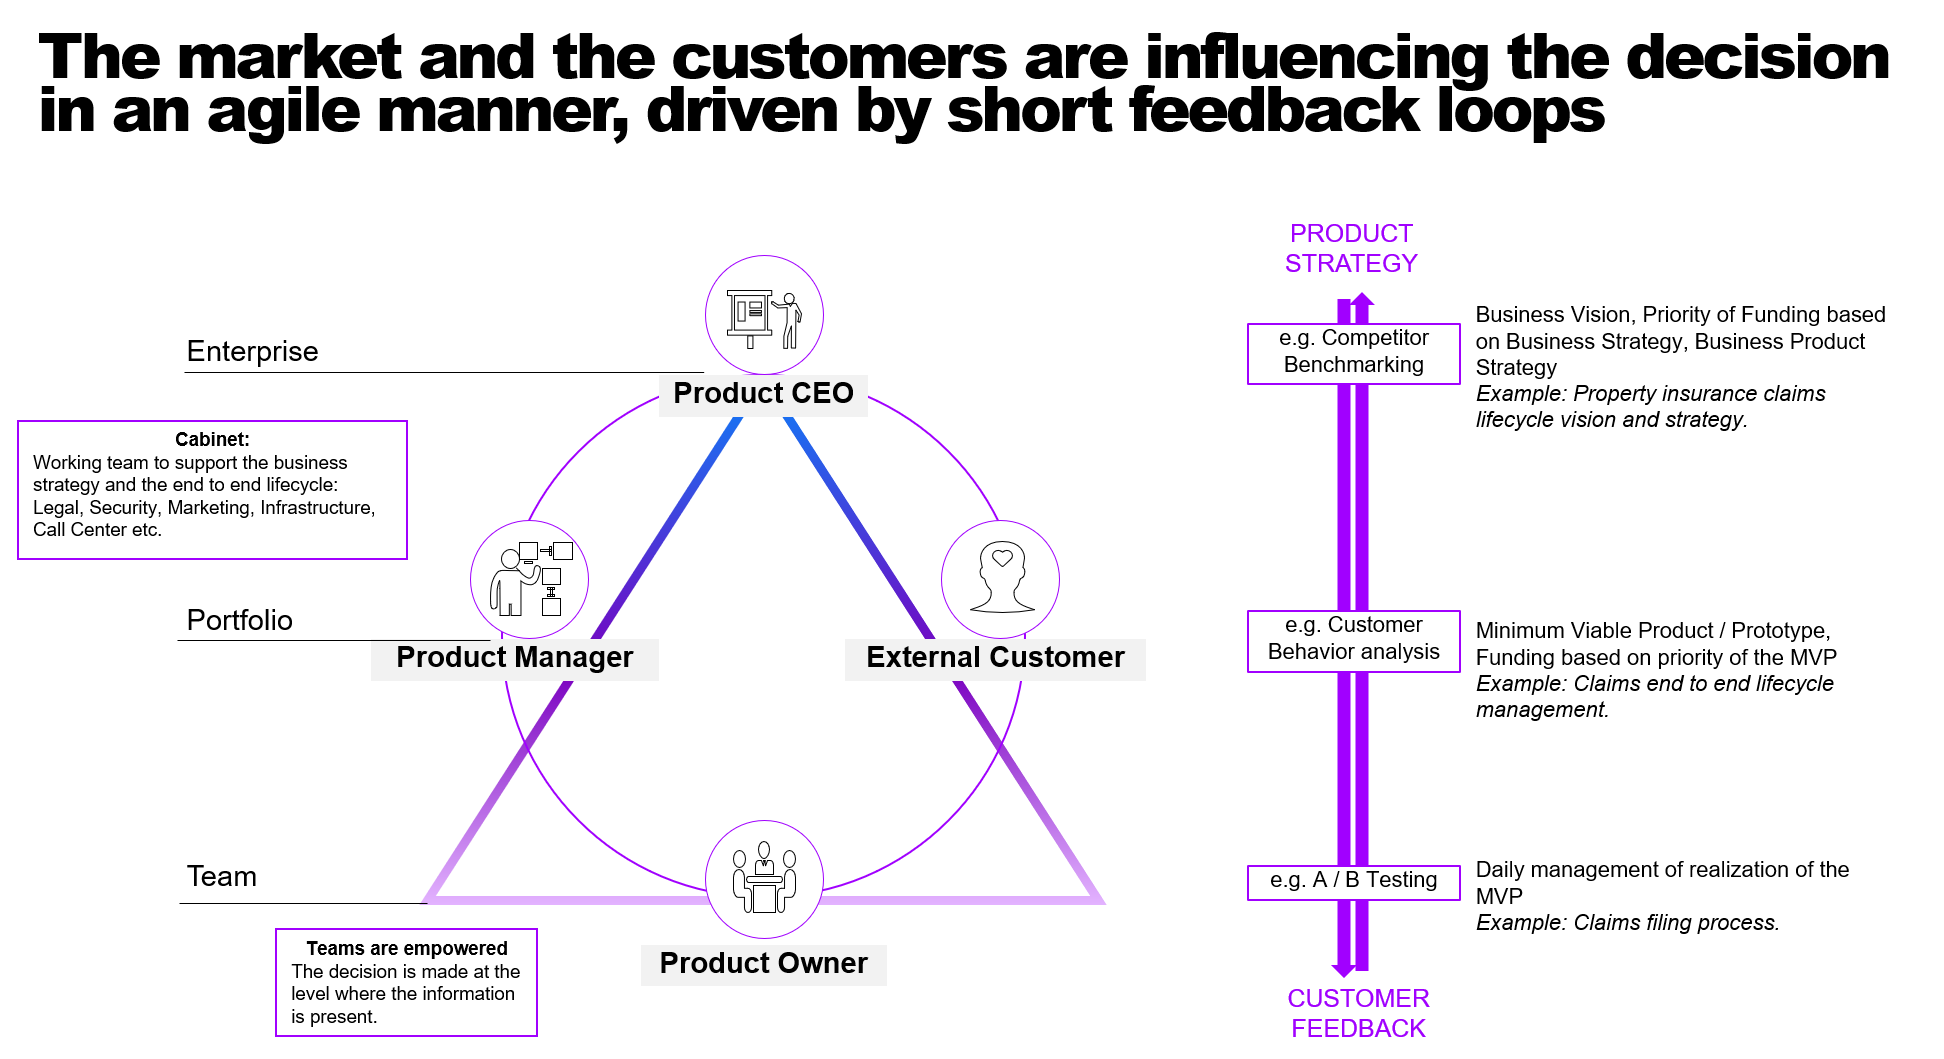 The market and the customers are influencing the decision
in an agile manner, driven by short feedback loops
Enterprise
Product CEO
Cabinet:
Working team to support the business
strategy and the end to end lifecycle:
Legal, Security, Marketing, Infrastructure,
Call Center etc.
Portfolio
Product Manager
External Customer
Team
Teams are empowered
The decision is made at the
level where the information
is present.
Product Owner
PRODUCT
STRATEGY
e.g. Competitor
Benchmarking
Business Vision, Priority of Funding based
on Business Strategy, Business Product
Strategy
Example: Property insurance claims
lifecycle vision and strategy.
e.g. Customer
Behavior analysis
Minimum Viable Product / Prototype,
Funding based on priority of the MVP
Example: Claims end to end lifecycle
management.
e.g. A / B Testing
Daily management of realization of the
MVP
Example: Claims filing process.
CUSTOMER
FEEDBACK